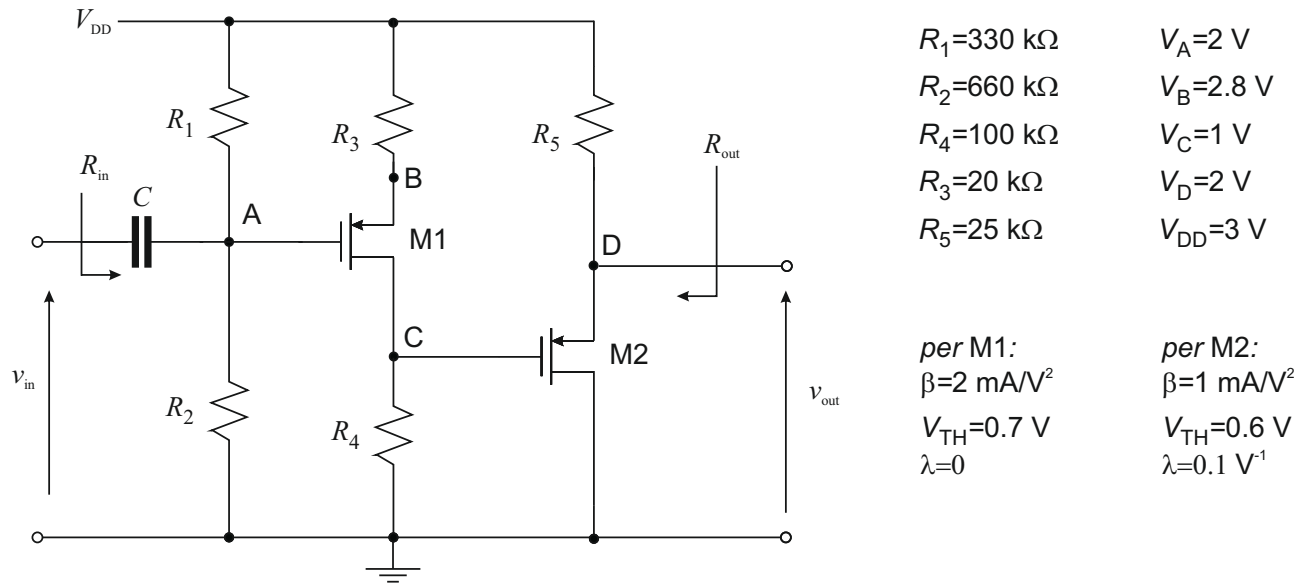 V_DD
R_1
R_3
R_5
R_in
C
A
B
M1
R_out
D
C
M2
v_in
R_2
R_4
v_out
R_1=330 kΩ V_A=2 V
R_2=660 kΩ V_B=2.8 V
R_4=100 kΩ V_C=1 V
R_3=20 kΩ V_D=2 V
R_5=25 kΩ V_DD=3 V
per M1: per M2:
β=2 mA/V² β=1 mA/V²
V_TH=0.7 V V_TH=0.6 V
λ=0 λ=0.1 V⁻¹